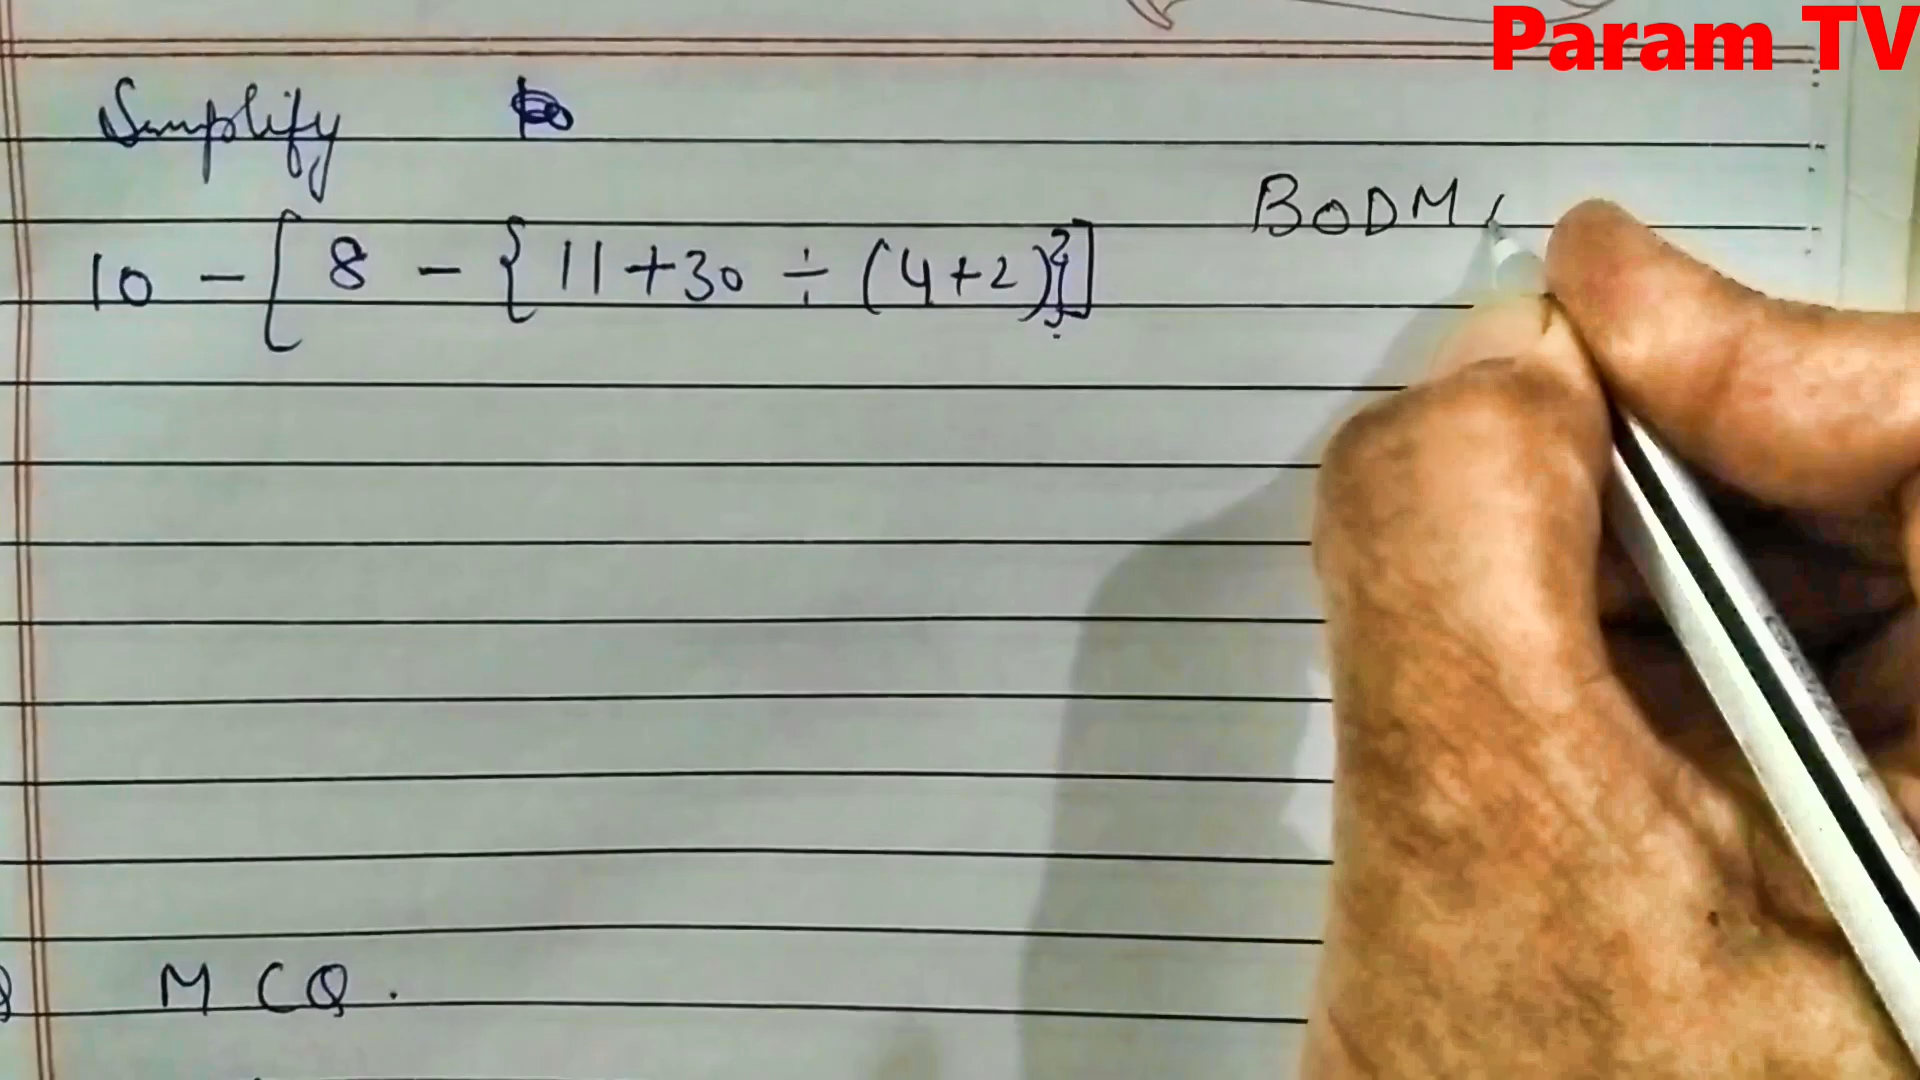 Param TV
Simplify
BODM
10 - [ 8 - { 11 + 30 ÷ (4+2)}]
MCQ.